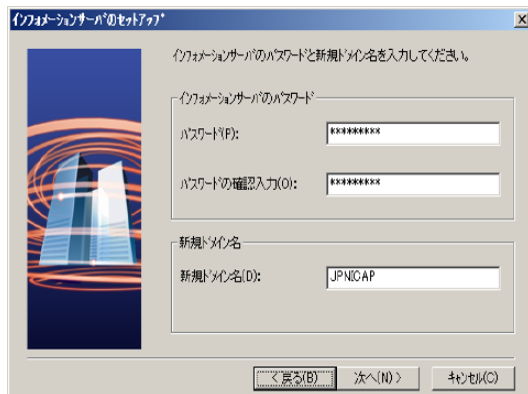 インフォメーションサーバのセットアップ
インフォメーションサーバのパスワードと新規ドメイン名を入力してください。
インフォメーションサーバのパスワード
パスワード(P): *********
パスワードの確認入力(O): *********
新規ドメイン名
新規ドメイン名(D): JPNICAP
< 戻る(B) 次へ(N) > キャンセル(C)